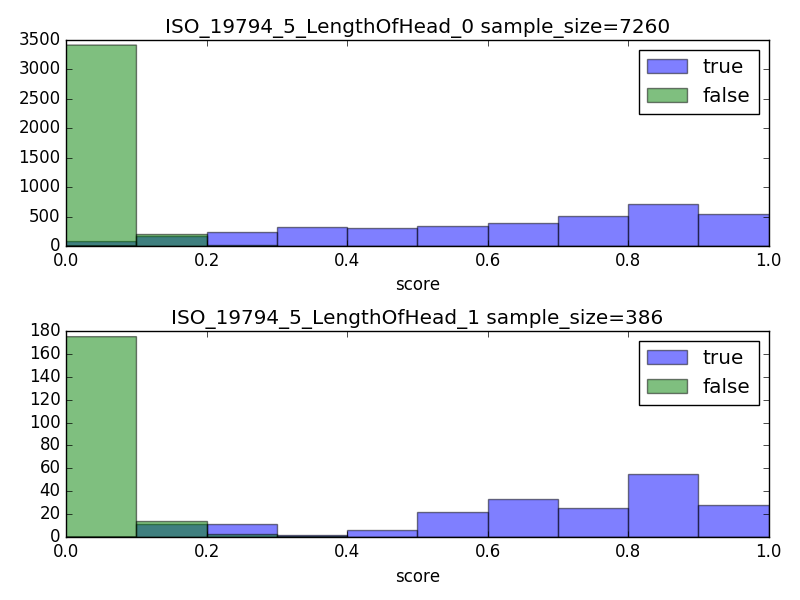 ISO_19794_5_LengthOfHead_0 sample_size=7260
3500
3000
2500
2000
1500
1000
500
0
true
false
0.0 0.2 0.4 0.6 0.8 1.0
score
ISO_19794_5_LengthOfHead_1 sample_size=386
180
160
140
120
100
80
60
40
20
0
true
false
0.0 0.2 0.4 0.6 0.8 1.0
score